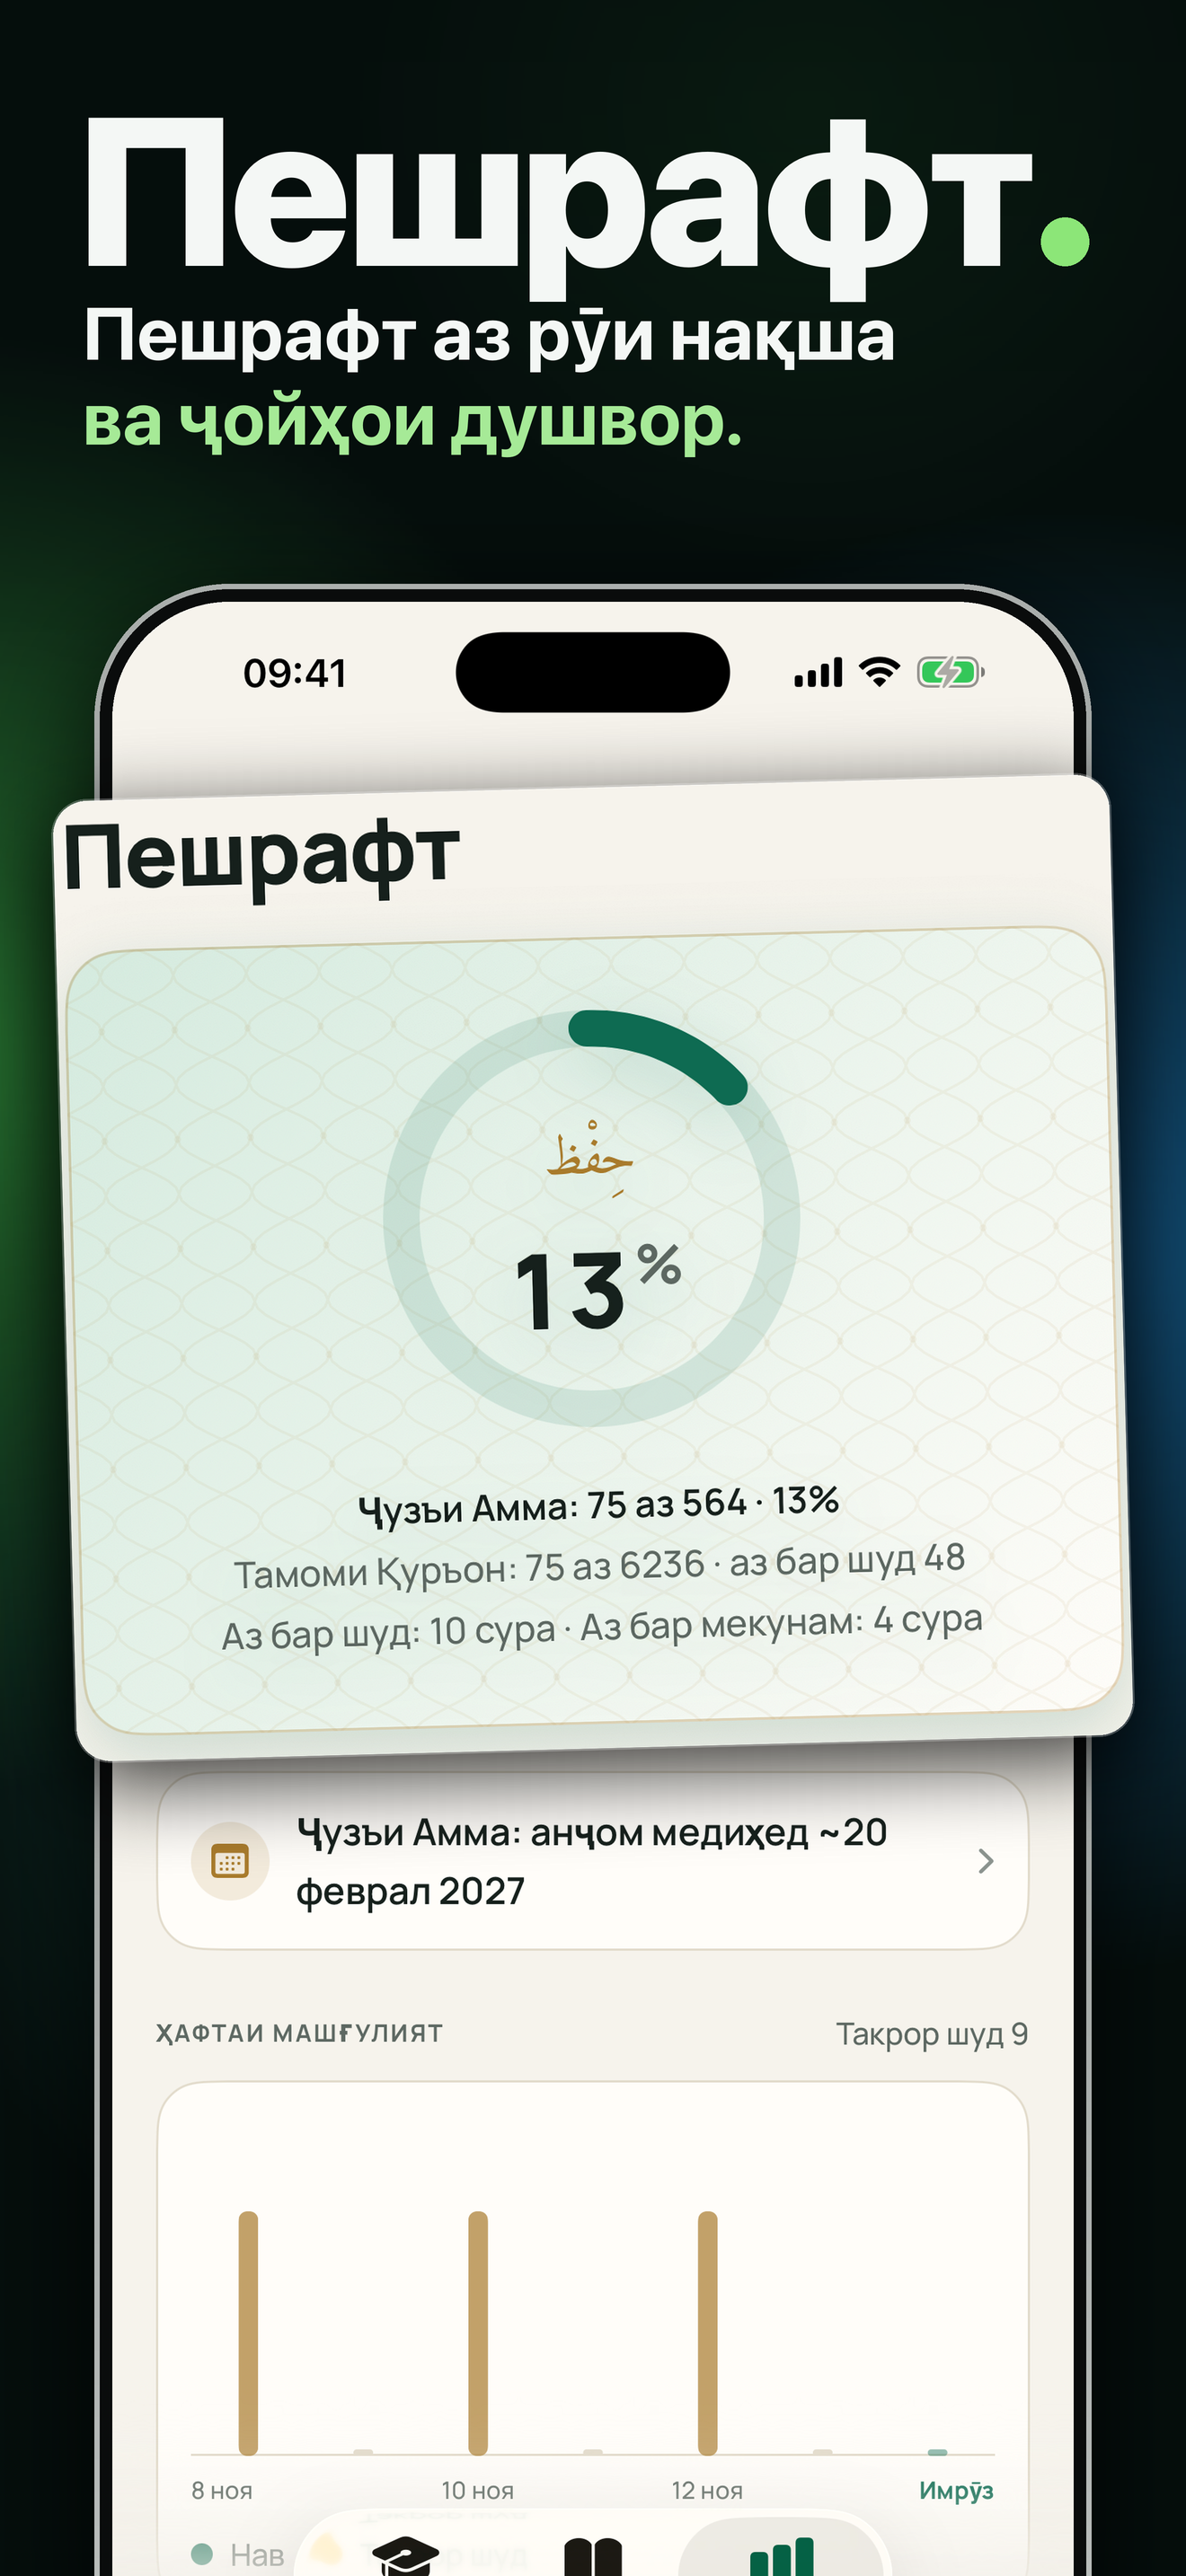 Пешрафт.
Пешрафт аз рӯи нақша
ва ҷойҳои душвор.
09:41
Пешрафт
حِفْظ
13%
Ҷузъи Амма: 75 аз 564 · 13%
Тамоми Қуръон: 75 аз 6236 · аз бар шуд 48
Аз бар шуд: 10 сура · Аз бар мекунам: 4 сура
Ҷузъи Амма: анҷом медиҳед ~20
феврал 2027
ҲАФТАИ МАШҒУЛИЯТ
Такрор шуд 9
8 ноя
10 ноя
12 ноя
Имрӯз
Нав